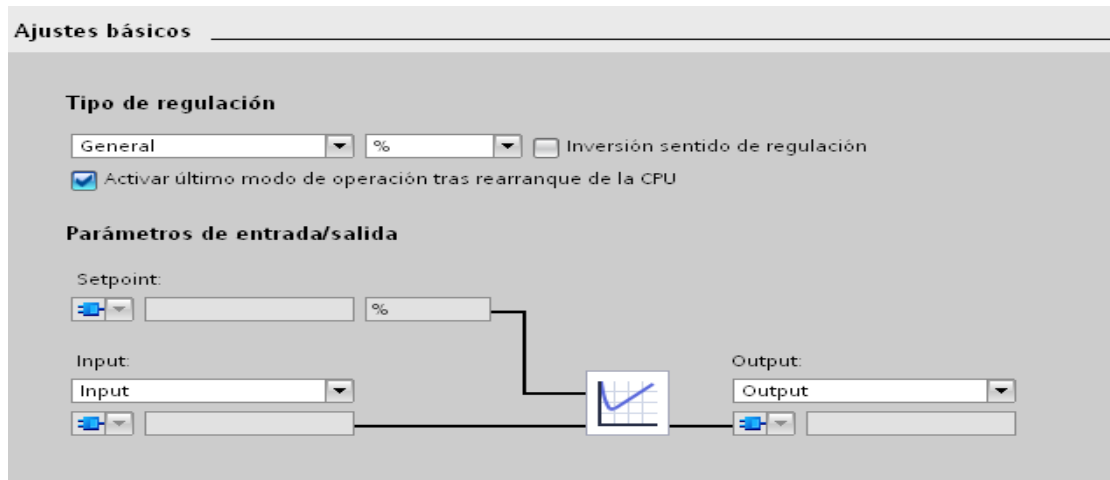 Ajustes básicos
Tipo de regulación
General % Inversión sentido de regulación
Activar último modo de operación tras rearranque de la CPU
Parámetros de entrada/salida
Setpoint:
%
Input: Output:
Input Output